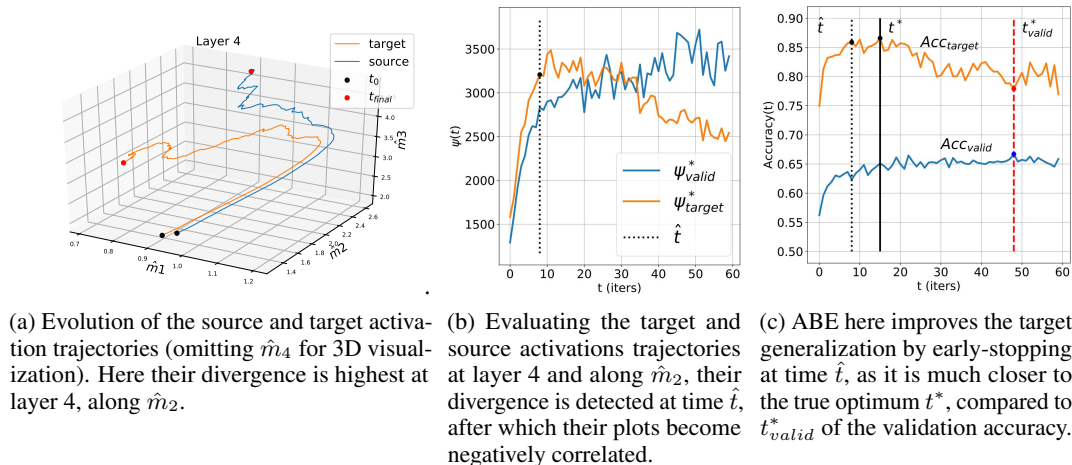 Layer 4
target
source
t₀
t_final
4.0
3.5
3.0
2.5
2.0
m̂3
2.6
2.4
2.2
2.0
1.8
1.6
1.4
m̂2
0.7
0.8
0.9
1.0
1.1
1.2
m̂1
.
(a) Evolution of the source and target activa-
tion trajectories (omitting m̂₄ for 3D visual-
ization). Here their divergence is highest at
layer 4, along m̂₂.
t̂
3500
3000
2500
2000
1500
ψ(t)
ψ*_valid
ψ*_target
t̂
0 10 20 30 40 50 60
t (iters)
(b) Evaluating the target and
source activations trajectories
at layer 4 and along m̂₂, their
divergence is detected at time t̂,
after which their plots become
negatively correlated.
t̂ t* t*_valid
0.90
0.85
0.80
0.75
0.70
0.65
0.60
0.55
0.50
Accuracy(t)
Acc_target
Acc_valid
0 10 20 30 40 50 60
t (iters)
(c) ABE here improves the target
generalization by early-stopping
at time t̂, as it is much closer to
the true optimum t*, compared to
t*_valid of the validation accuracy.